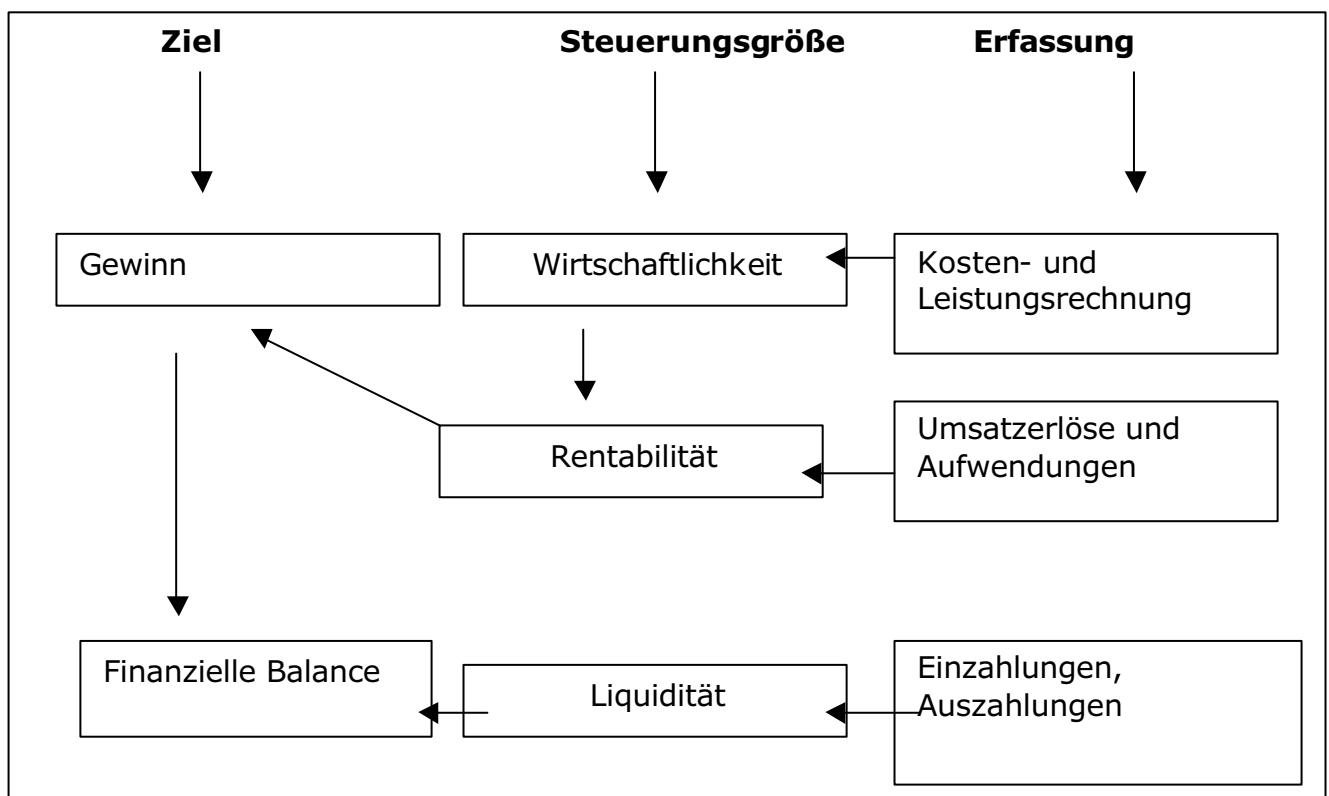 Ziel
Steuerungsgröße
Erfassung
Gewinn
Wirtschaftlichkeit
Kosten- und
Leistungsrechnung
Rentabilität
Umsatzerlöse und
Aufwendungen
Finanzielle Balance
Liquidität
Einzahlungen,
Auszahlungen